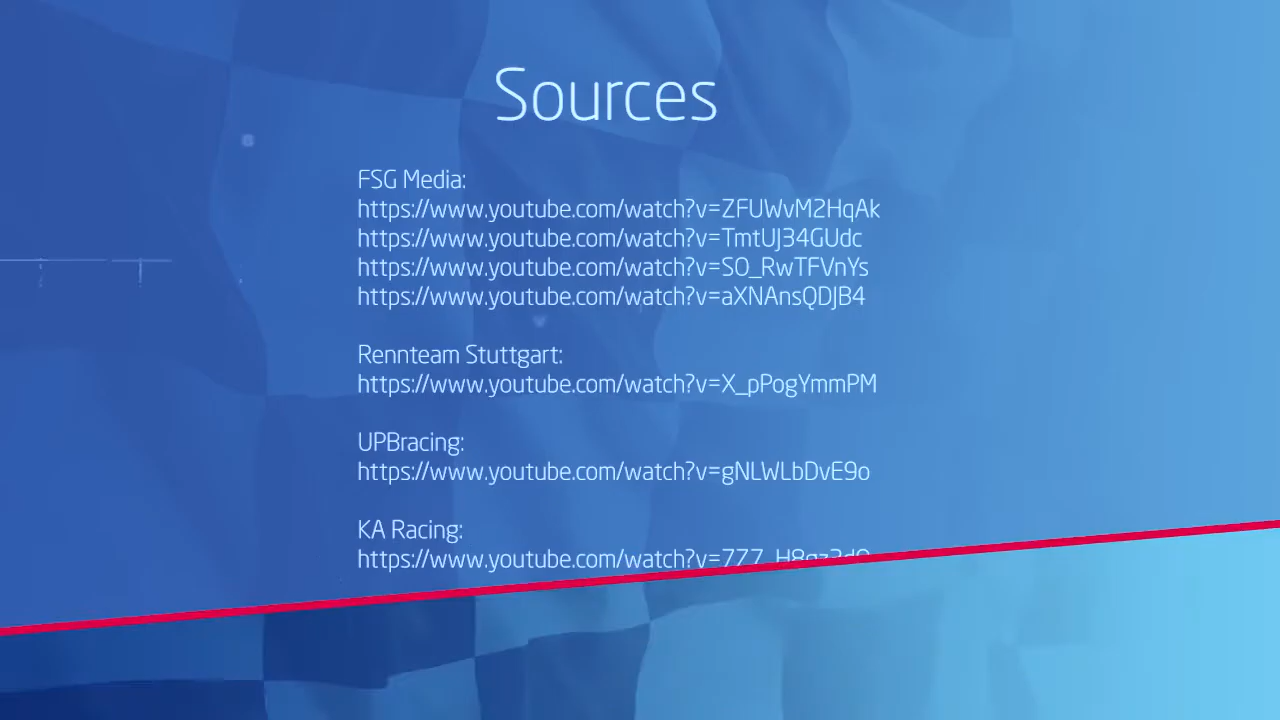 Sources
FSG Media:
https://www.youtube.com/watch?v=ZFUWvM2HqAk
https://www.youtube.com/watch?v=TmtUJ34GUdc
https://www.youtube.com/watch?v=SO_RwTFVnYs
https://www.youtube.com/watch?v=aXNAnsQDJB4
Rennteam Stuttgart:
https://www.youtube.com/watch?v=X_pPogYmmPM
UPBracing:
https://www.youtube.com/watch?v=gNLWLbDvE9o
KA Racing: